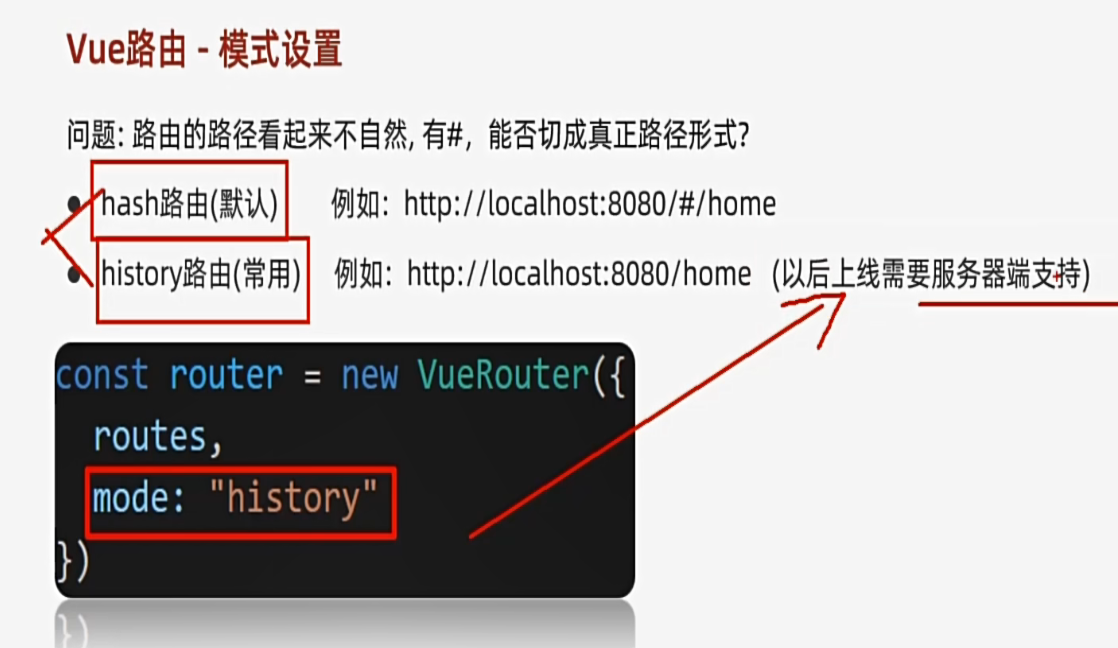 Vue路由 - 模式设置
问题: 路由的路径看起来不自然, 有#，能否切成真正路径形式?
● hash路由(默认) 例如: http://localhost:8080/#/home
● history路由(常用) 例如: http://localhost:8080/home (以后上线需要服务器端支持)
const router = new VueRouter({
routes,
mode: "history"
})
})